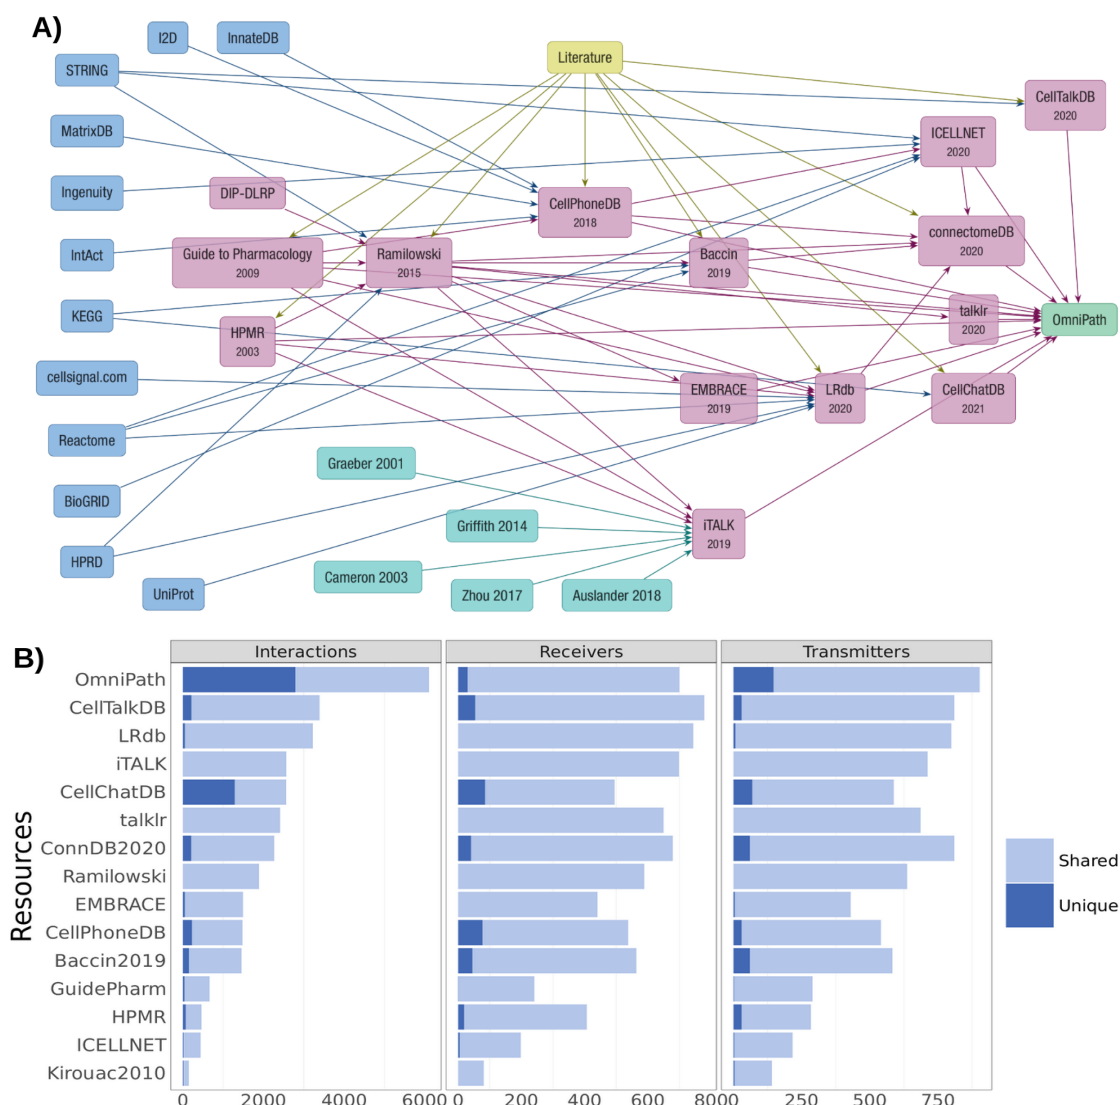 A)
I2D
InnateDB
STRING
Literature
CellTalkDB
2020
MatrixDB
ICELLNET
2020
Ingenuity
DIP-DLRP
CellPhoneDB
2018
connectomeDB
2020
IntAct
Guide to Pharmacology
2009
Ramilowski
2015
Baccin
2019
KEGG
HPMR
2003
talklr
2020
OmniPath
cellsignal.com
EMBRACE
2019
LRdb
2020
CellChatDB
2021
Reactome
Graeber 2001
BioGRID
Griffith 2014
iTALK
2019
HPRD
Cameron 2003
UniProt
Zhou 2017
Auslander 2018
B)
Interactions
Receivers
Transmitters
Resources
OmniPath
CellTalkDB
LRdb
iTALK
CellChatDB
talklr
ConnDB2020
Ramilowski
EMBRACE
CellPhoneDB
Baccin2019
GuidePharm
HPMR
ICELLNET
Kirouac2010
Shared
Unique
0 2000 4000 6000
0 200 400 600 800
0 250 500 750